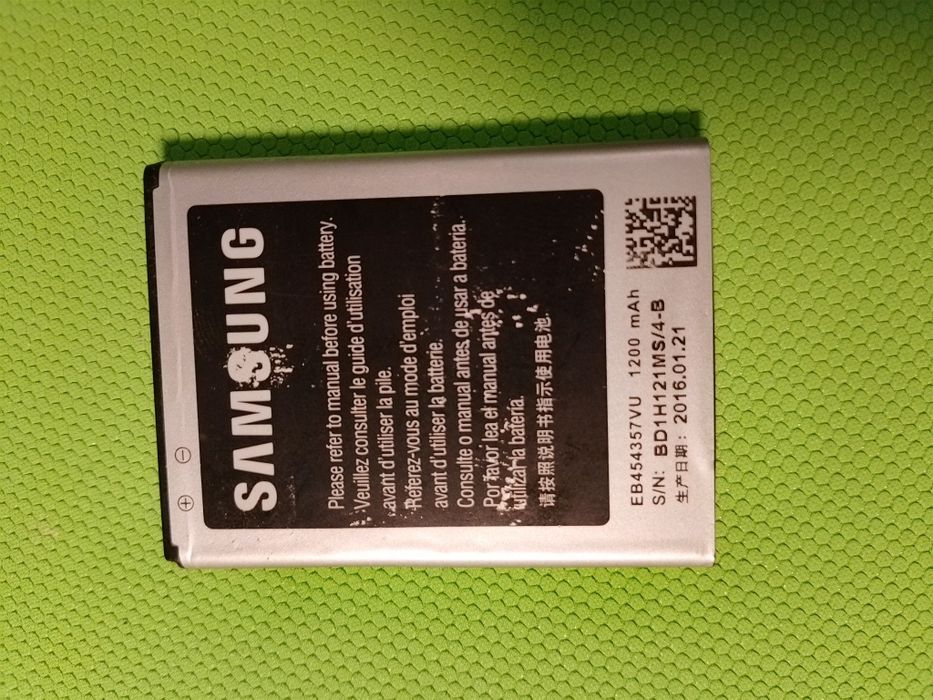 SAMSUNG
Please refer to manual before using battery.
Veuillez consulter le guide d'utilisation
avant d'utiliser la pile.
Referez-vous au mode d'emploi
avant d'utiliser la batterie.
Consulte o manual antes de usar a bateria.
Por favor lea el manual antes de
utilizar la bateria.
请按照说明书指示使用电池.
EB454357VU 1200 mAh
S/N: BD1H121MS/4-B
生产日期: 2016.01.21